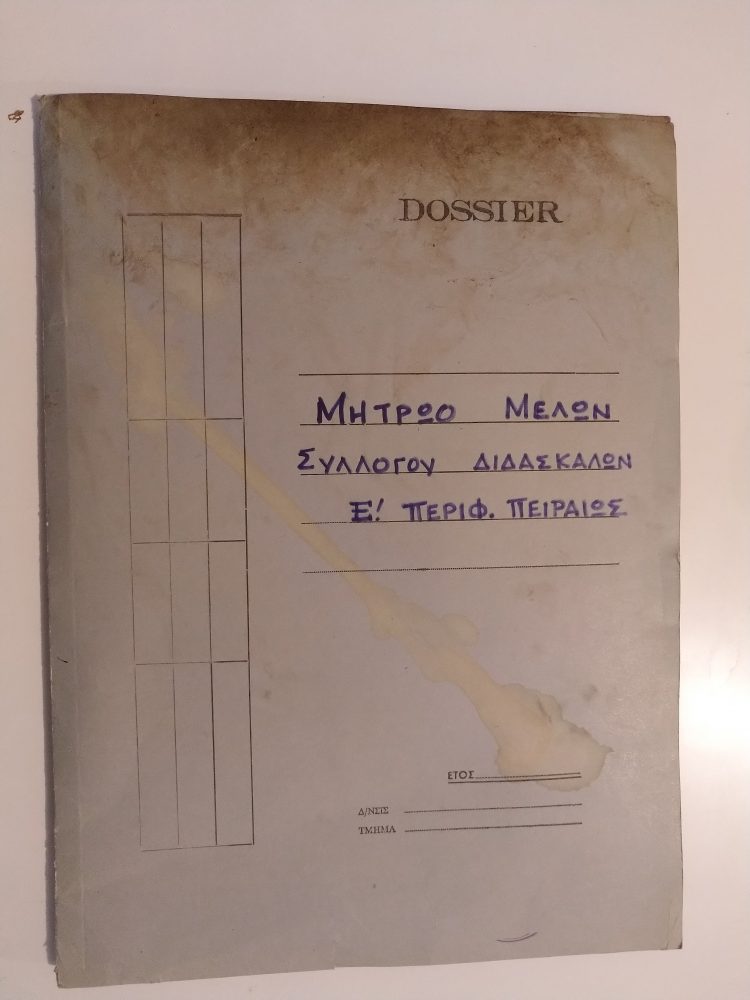 DOSSIER
ΜΗΤΡΩΟ ΜΕΛΩΝ
ΣΥΛΛΟΓΟΥ ΔΙΔΑΣΚΑΛΩΝ
Ε! ΠΕΡΙΦ. ΠΕΙΡΑΙΩΣ
ΕΤΟΣ
Δ/ΝΣΙΣ
ΤΜΗΜΑ